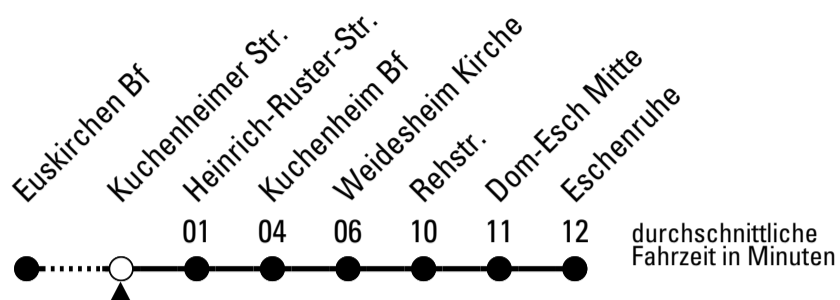 Euskirchen Bf
Kuchenheimer Str.
Heinrich-Ruster-Str.
Kuchenheim Bf
Weidesheim Kirche
Rehstr.
Dom-Esch Mitte
Eschenruhe
01 04 06 10 11 12
durchschnittliche
Fahrzeit in Minuten